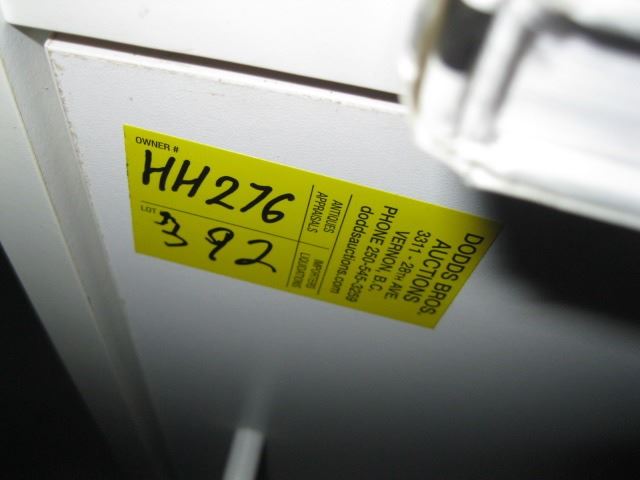 OWNER #
HH276
LOT
392
ANTIQUES
APPRAISALS
IMPORTERS
LIQUIDATIONS
DODDS BROS.
AUCTIONS
3311 - 28TH AVE
VERNON, B.C.
PHONE 250-545-3259
doddsauctions.com